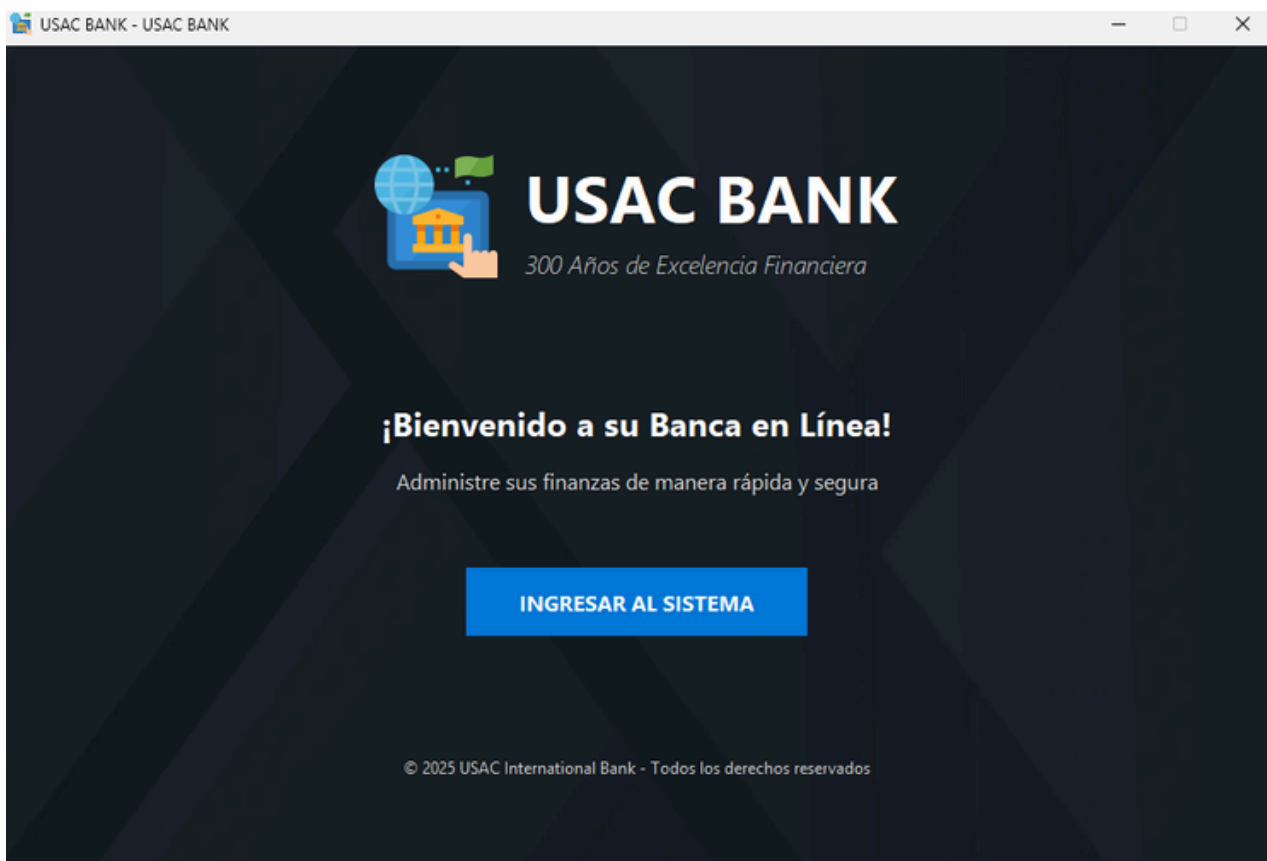 USAC BANK - USAC BANK
USAC BANK
300 Años de Excelencia Financiera
¡Bienvenido a su Banca en Línea!
Administre sus finanzas de manera rápida y segura
INGRESAR AL SISTEMA
© 2025 USAC International Bank - Todos los derechos reservados